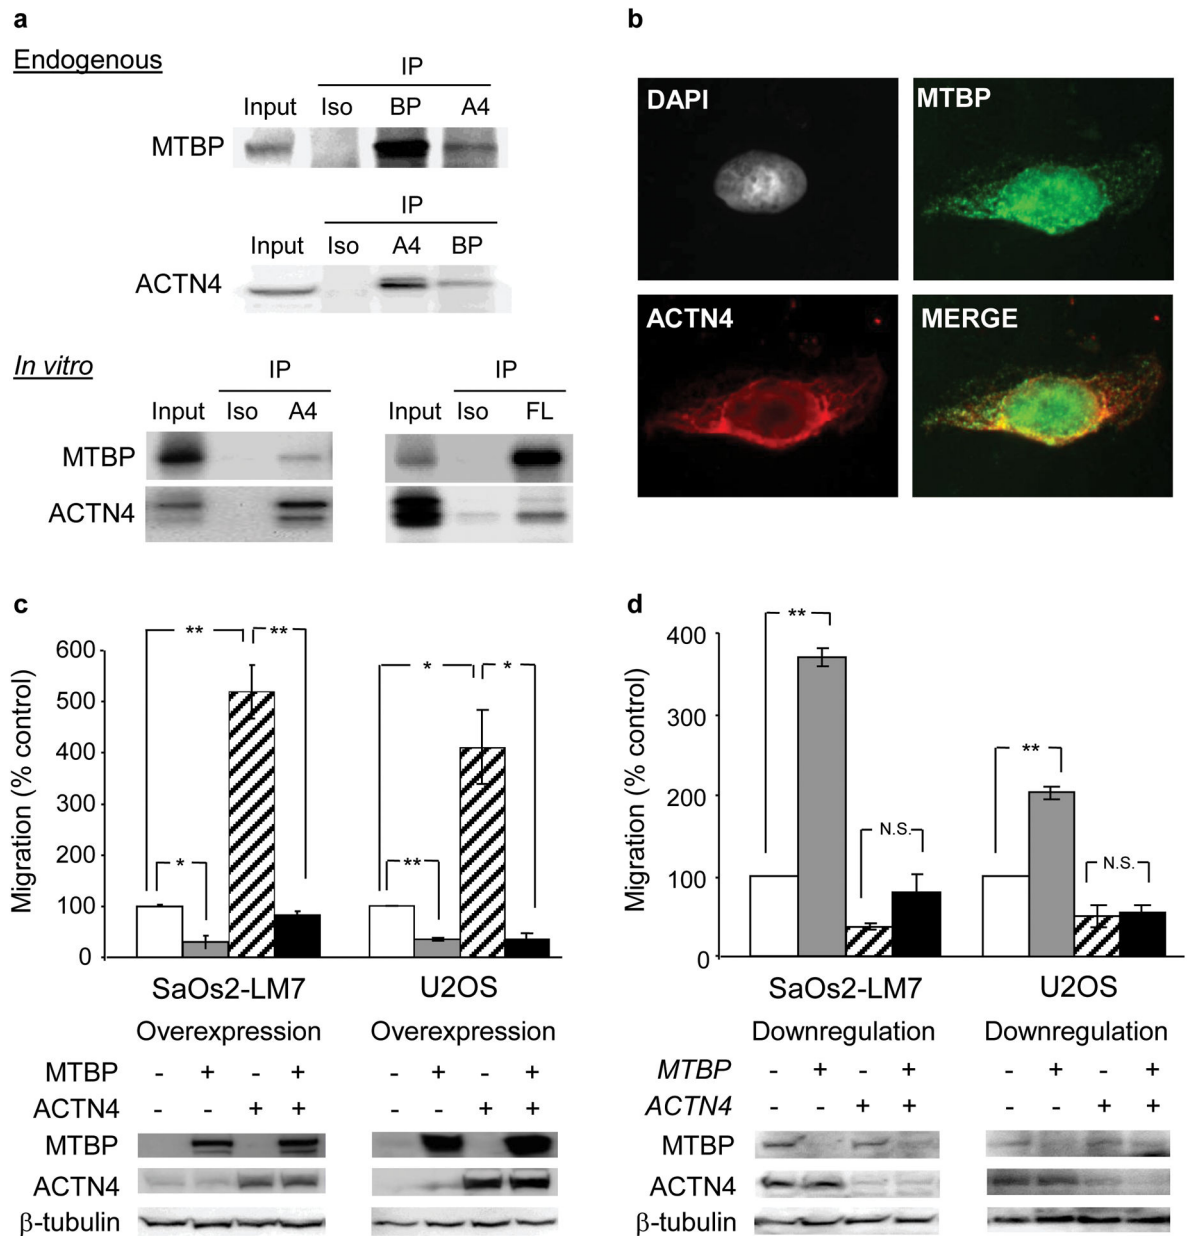 a
Endogenous
IP
Input Iso BP A4
MTBP
IP
Input Iso A4 BP
ACTN4
In vitro
IP
Input Iso A4
MTBP
ACTN4
IP
Input Iso FL
b
DAPI
MTBP
ACTN4
MERGE
c
Migration (% control)
600
500
400
300
200
100
0
** **
*
* *
**
SaOs2-LM7 U2OS
Overexpression Overexpression
MTBP - + - + - + - +
ACTN4 - - + + - - + +
MTBP
ACTN4
β-tubulin
d
Migration (% control)
400
300
200
100
0
**
N.S.
**
N.S.
SaOs2-LM7 U2OS
Downregulation Downregulation
MTBP - + - + - + - +
ACTN4 - - + + - - + +
MTBP
ACTN4
β-tubulin